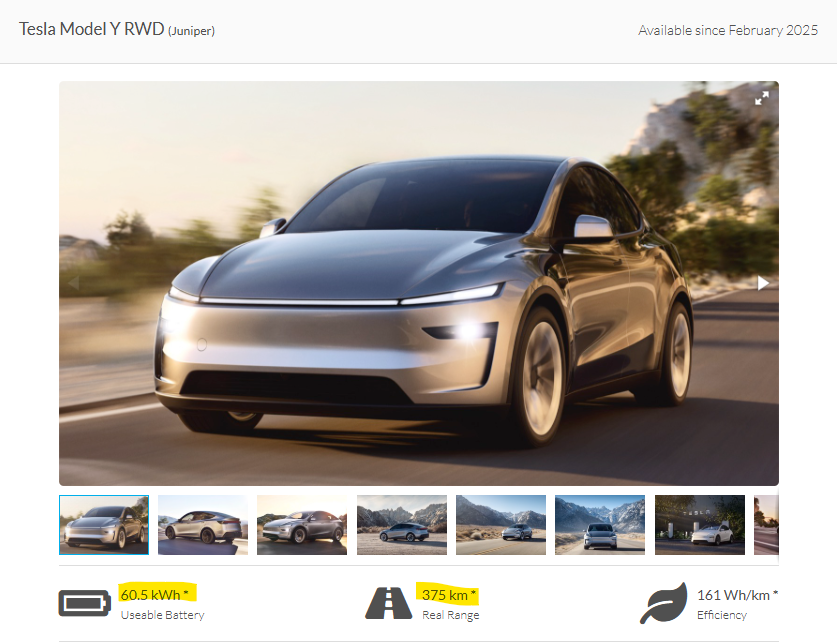 Tesla Model Y RWD (Juniper)
Available since February 2025
TESLA
60.5 kWh *
Useable Battery
375 km *
Real Range
161 Wh/km *
Efficiency